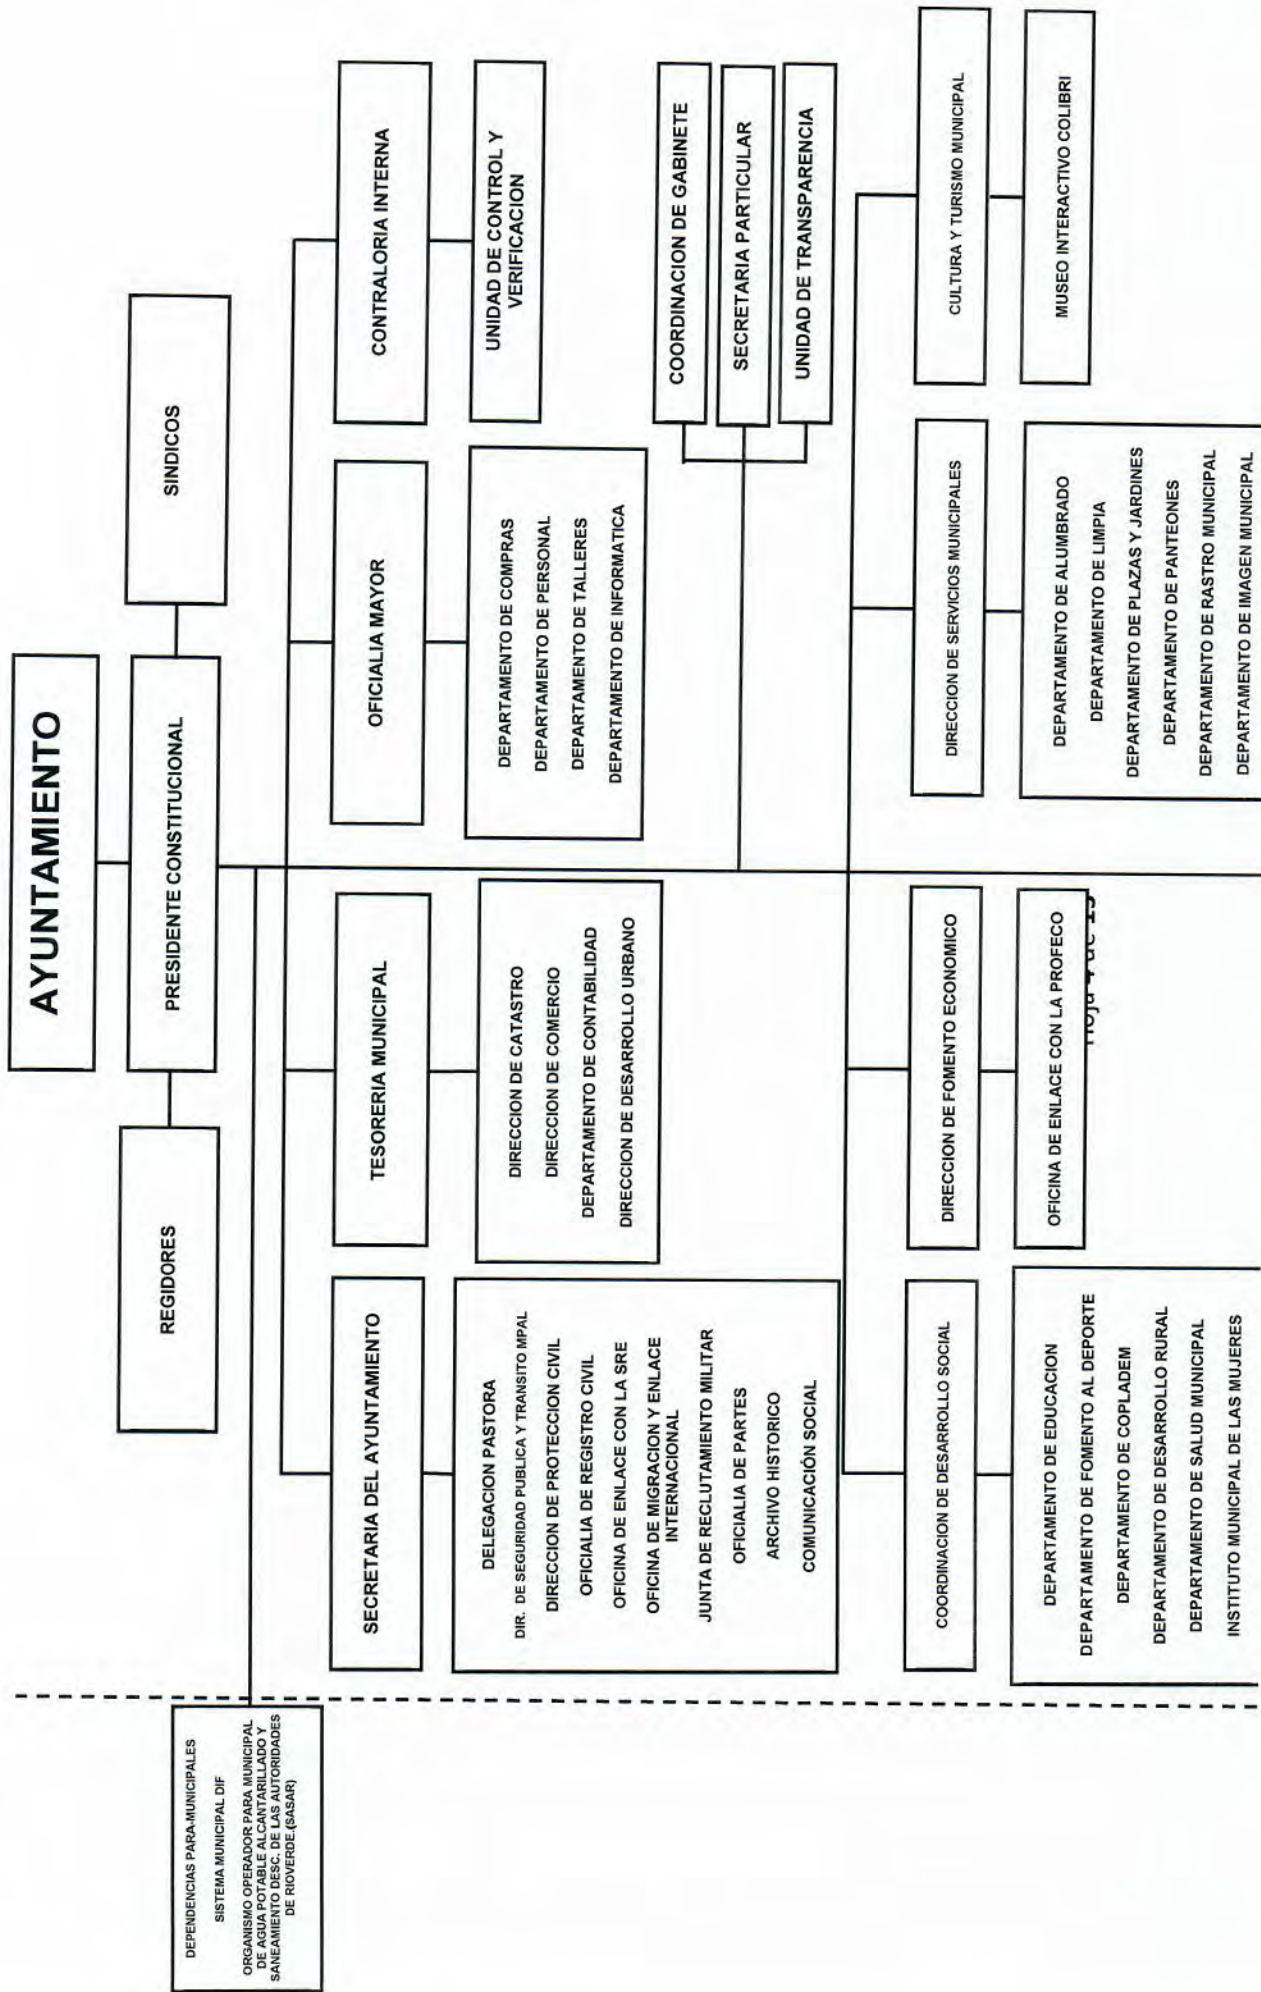 AYUNTAMIENTO
REGIDORES
PRESIDENTE CONSTITUCIONAL
SINDICOS
DEPENDENCIAS PARA-MUNICIPALES
SISTEMA MUNICIPAL DIF
ORGANISMO OPERADOR PARA MUNICIPAL
DE AGUA POTABLE ALCANTARILLADO Y
SANEAMIENTO DESC. DE LAS AUTORIDADES
DE RIOVERDE.(SASAR)
SECRETARIA DEL AYUNTAMIENTO
DELEGACION PASTORA
DIR. DE SEGURIDAD PUBLICA Y TRANSITO MPAL
DIRECCION DE PROTECCION CIVIL
OFICIALIA DE REGISTRO CIVIL
OFICINA DE ENLACE CON LA SRE
OFICINA DE MIGRACION Y ENLACE
INTERNACIONAL
JUNTA DE RECLUTAMIENTO MILITAR
OFICIALIA DE PARTES
ARCHIVO HISTORICO
COMUNICACIÓN SOCIAL
TESORERIA MUNICIPAL
DIRECCION DE CATASTRO
DIRECCION DE COMERCIO
DEPARTAMENTO DE CONTABILIDAD
DIRECCION DE DESARROLLO URBANO
OFICIALIA MAYOR
DEPARTAMENTO DE COMPRAS
DEPARTAMENTO DE PERSONAL
DEPARTAMENTO DE TALLERES
DEPARTAMENTO DE INFORMATICA
CONTRALORIA INTERNA
UNIDAD DE CONTROL Y
VERIFICACION
COORDINACION DE GABINETE
SECRETARIA PARTICULAR
UNIDAD DE TRANSPARENCIA
COORDINACION DE DESARROLLO SOCIAL
DEPARTAMENTO DE EDUCACION
DEPARTAMENTO DE FOMENTO AL DEPORTE
DEPARTAMENTO DE COPLADEM
DEPARTAMENTO DE DESARROLLO RURAL
DEPARTAMENTO DE SALUD MUNICIPAL
INSTITUTO MUNICIPAL DE LAS MUJERES
DIRECCION DE FOMENTO ECONOMICO
OFICINA DE ENLACE CON LA PROFECO
DIRECCION DE SERVICIOS MUNICIPALES
DEPARTAMENTO DE ALUMBRADO
DEPARTAMENTO DE LIMPIA
DEPARTAMENTO DE PLAZAS Y JARDINES
DEPARTAMENTO DE PANTEONES
DEPARTAMENTO DE RASTRO MUNICIPAL
DEPARTAMENTO DE IMAGEN MUNICIPAL
CULTURA Y TURISMO MUNICIPAL
MUSEO INTERACTIVO COLIBRI